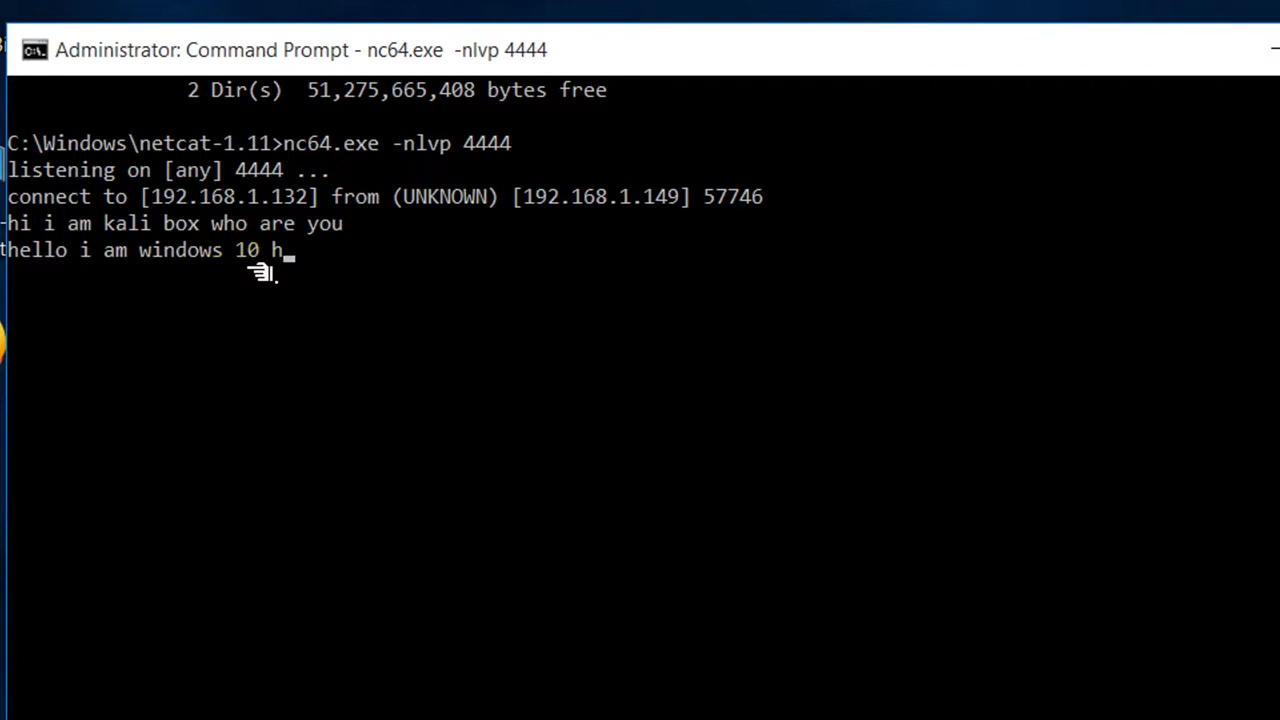 Administrator: Command Prompt - nc64.exe  -nlvp 4444
2 Dir(s)  51,275,665,408 bytes free
C:\Windows\netcat-1.11>nc64.exe -nlvp 4444
listening on [any] 4444 ...
connect to [192.168.1.132] from (UNKNOWN) [192.168.1.149] 57746
hi i am kali box who are you
hello i am windows 10 h